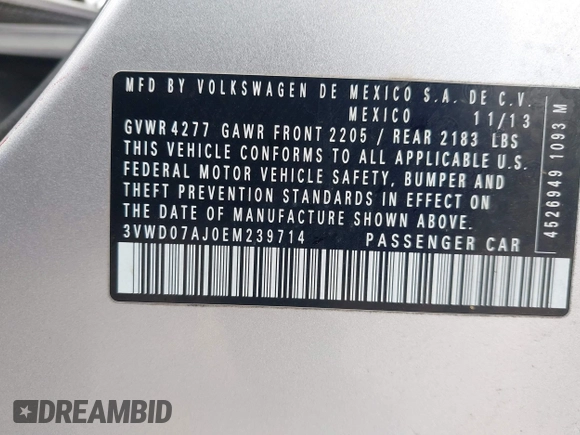 MFD BY VOLKSWAGEN DE MEXICO S.A. DE C.V.
MEXICO 11/13
GVWR 4277 GAWR FRONT 2205 / REAR 2183 LBS
THIS VEHICLE CONFORMS TO ALL APPLICABLE U.S.
FEDERAL MOTOR VEHICLE SAFETY, BUMPER AND
THEFT PREVENTION STANDARDS IN EFFECT ON
THE DATE OF MANUFACTURE SHOWN ABOVE.
3VWD07AJ0EM239714 PASSENGER CAR
4526949 1093 M
DREAMBID